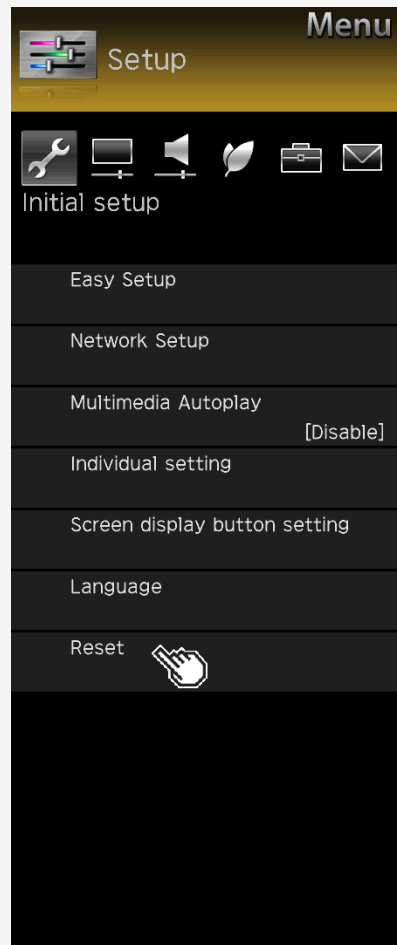 Menu
Setup
Initial setup
Easy Setup
Network Setup
Multimedia Autoplay
[Disable]
Individual setting
Screen display button setting
Language
Reset